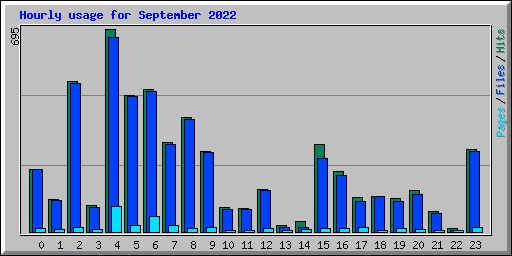 Hourly usage for September 2022
695
Pages/Files/Hits
0 1 2 3 4 5 6 7 8 9 10 11 12 13 14 15 16 17 18 19 20 21 22 23